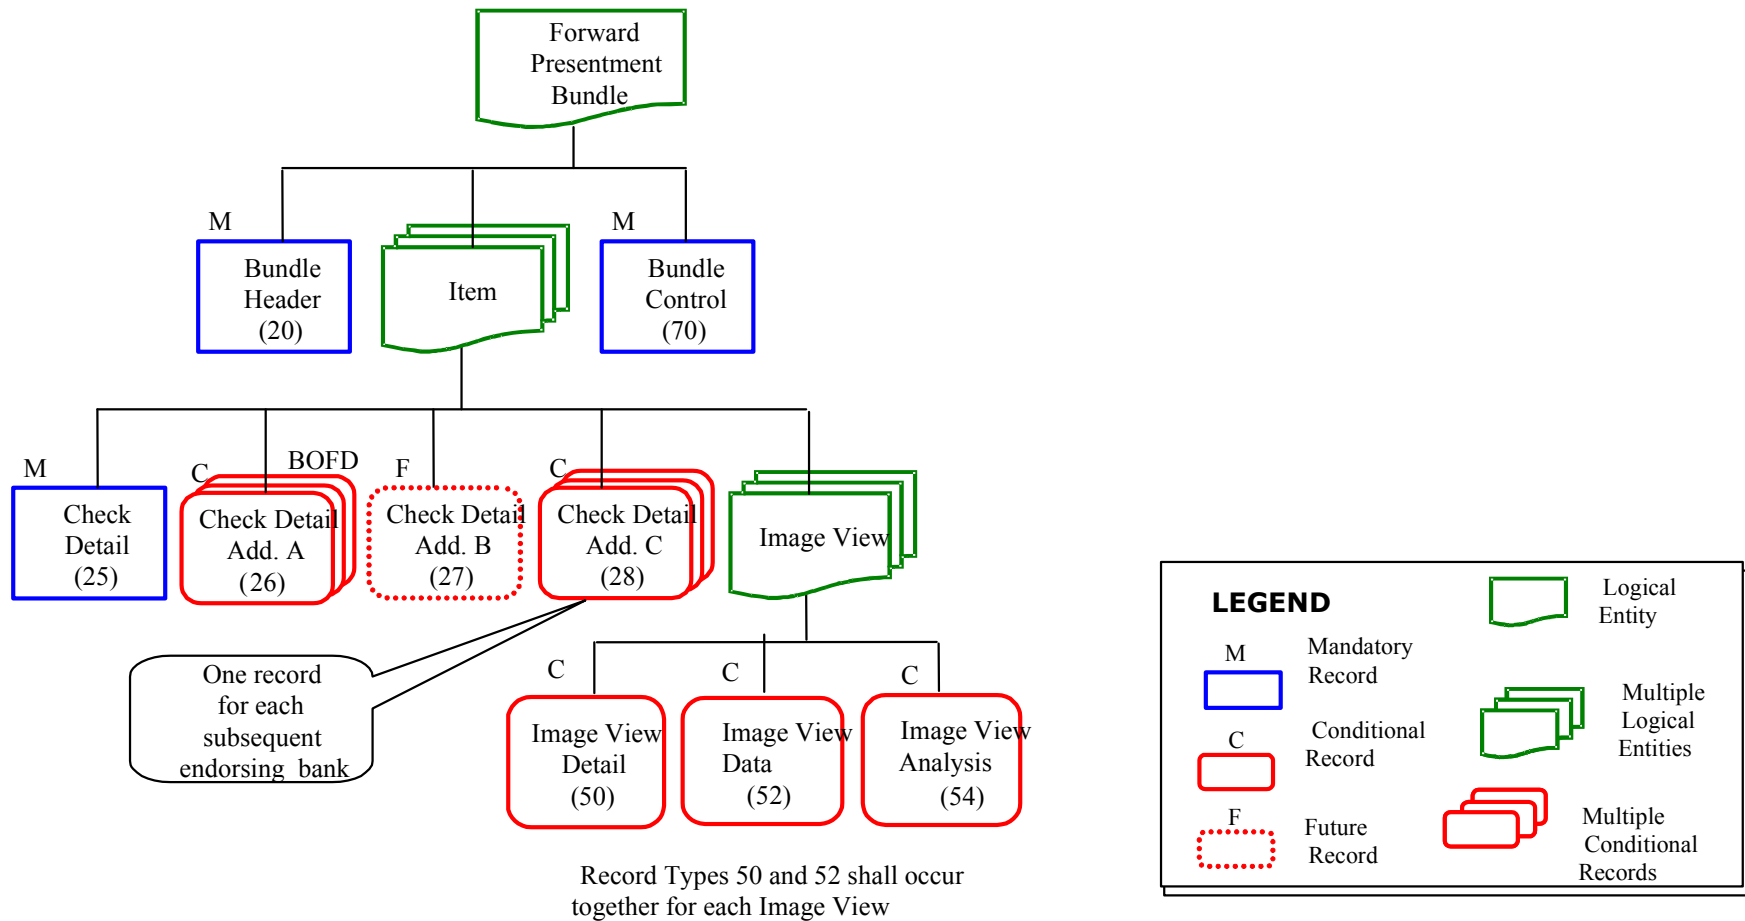 Forward
Presentment
Bundle
M
M
Bundle
Header
(20)
Item
Bundle
Control
(70)
M
C
BOFD
F
C
Check
Detail
(25)
Check Detail
Add. A
(26)
Check Detail
Add. B
(27)
Check Detail
Add. C
(28)
Image View
One record
for each
subsequent
endorsing bank
C
C
C
Image View
Detail
(50)
Image View
Data
(52)
Image View
Analysis
(54)
Record Types 50 and 52 shall occur
together for each Image View
LEGEND
M
Mandatory
Record
C
Conditional
Record
F
Future
Record
Logical
Entity
Multiple
Logical
Entities
Multiple
Conditional
Records